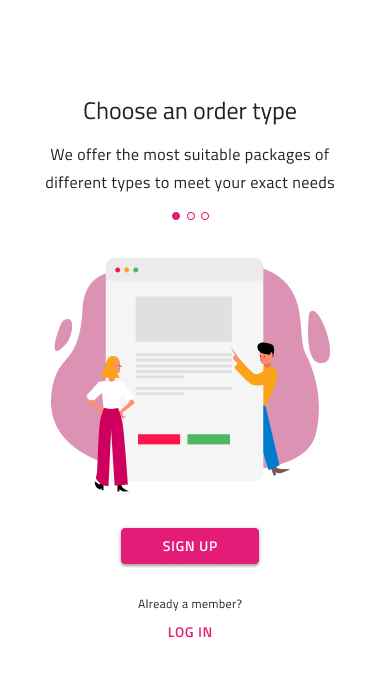 Choose an order type
We offer the most suitable packages of
different types to meet your exact needs
SIGN UP
Already a member?
LOG IN